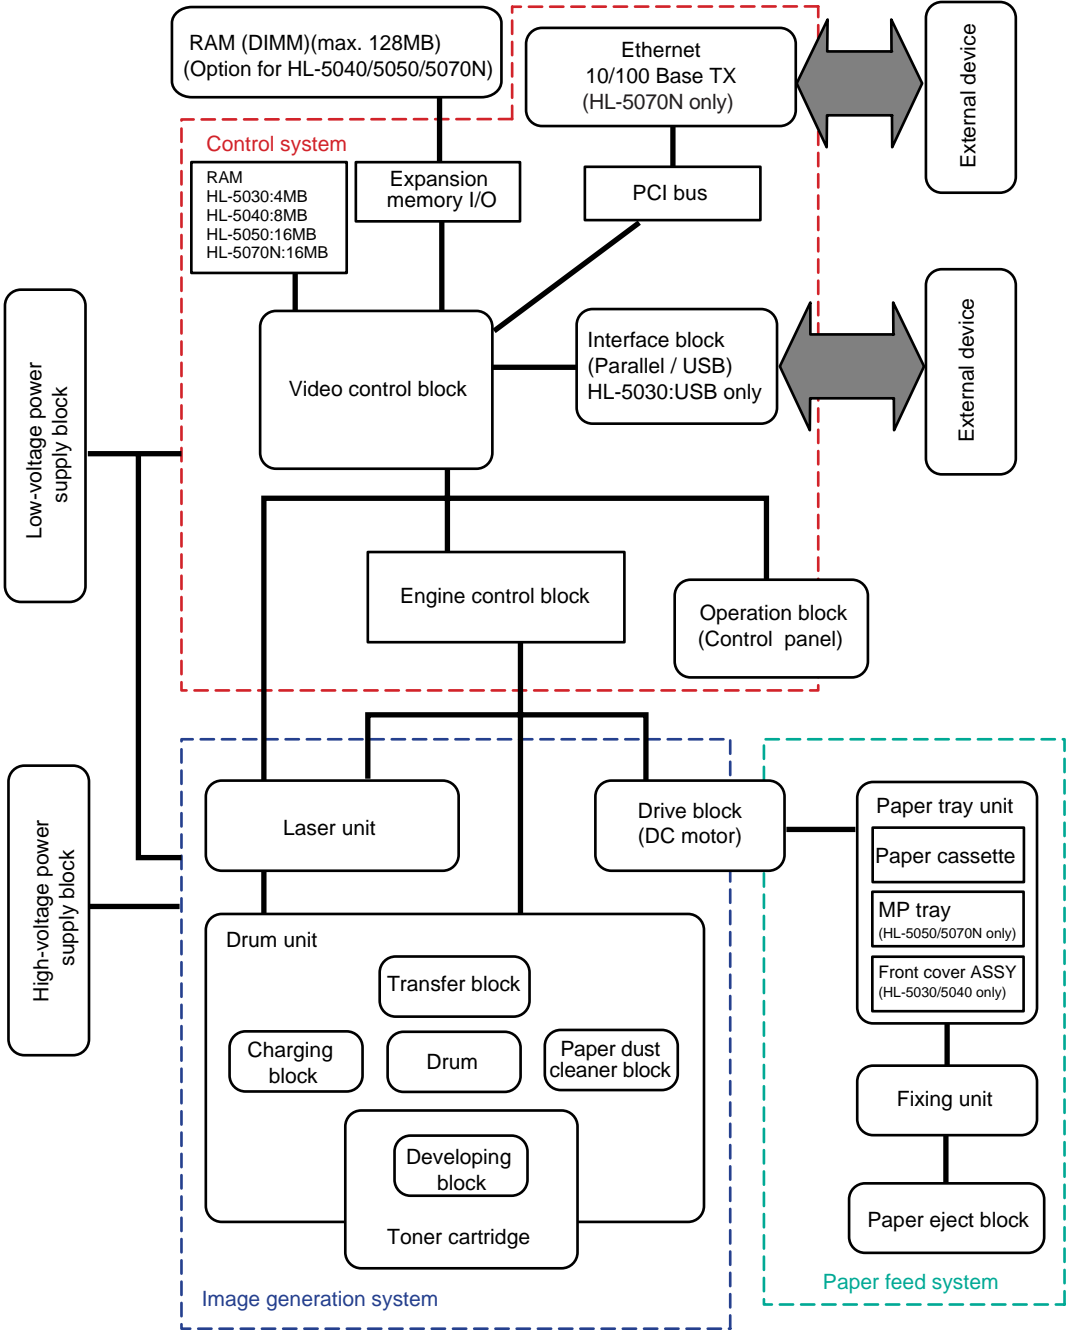 RAM (DIMM)(max. 128MB)
(Option for HL-5040/5050/5070N)
Ethernet
10/100 Base TX
(HL-5070N only)
External device
Control system
RAM
HL-5030:4MB
HL-5040:8MB
HL-5050:16MB
HL-5070N:16MB
Expansion
memory I/O
PCI bus
Low-voltage power
supply block
Video control block
Interface block
(Parallel / USB)
HL-5030:USB only
External device
Engine control block
Operation block
(Control panel)
High-voltage power
supply block
Laser unit
Drive block
(DC motor)
Paper tray unit
Paper cassette
MP tray
(HL-5050/5070N only)
Front cover ASSY
(HL-5030/5040 only)
Drum unit
Transfer block
Charging
block
Drum
Paper dust
cleaner block
Fixing unit
Developing
block
Toner cartridge
Paper eject block
Image generation system
Paper feed system